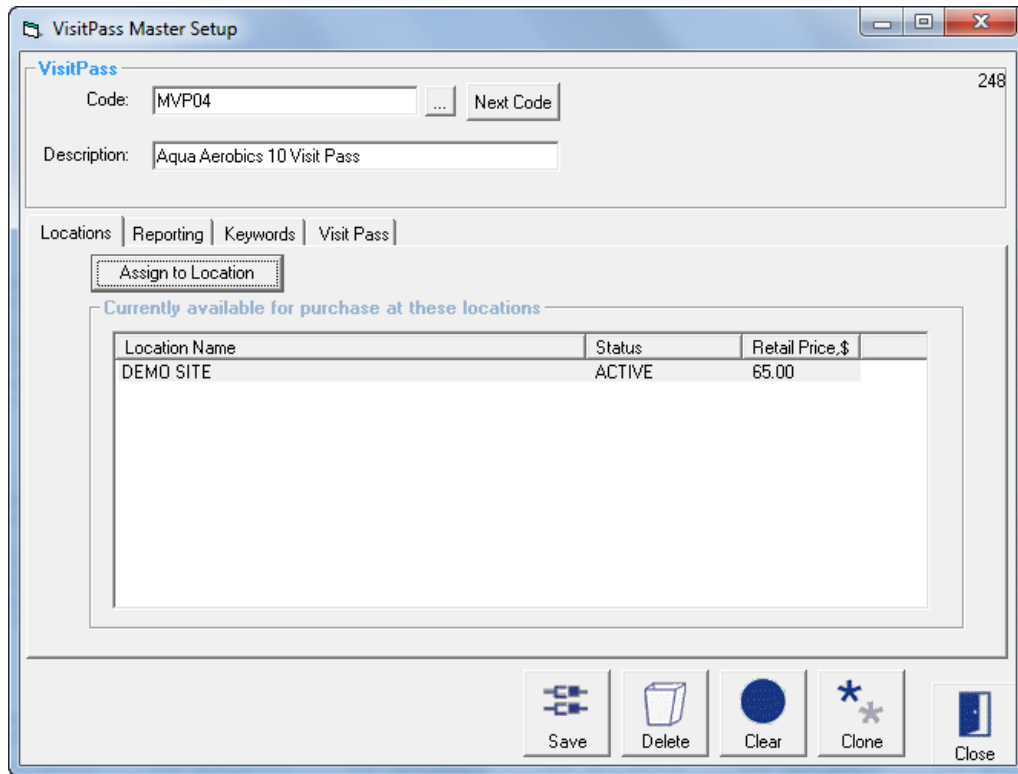 VisitPass Master Setup
VisitPass
248
Code: MVP04 ... Next Code
Description: Aqua Aerobics 10 Visit Pass
Locations Reporting Keywords Visit Pass
Assign to Location
Currently available for purchase at these locations
Location Name Status Retail Price,$
DEMO SITE ACTIVE 65.00
Save Delete Clear Clone Close